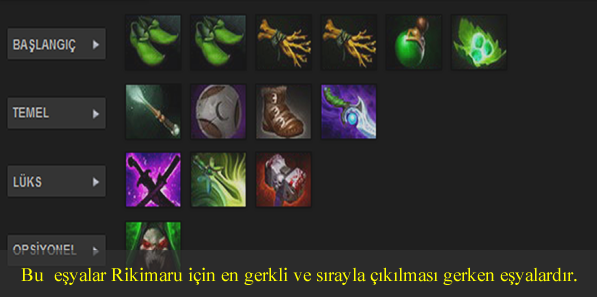 BAŞLANGIÇ
TEMEL
LÜKS
OPSİYONEL
Bu eşyalar Rikimaru için en gerkli ve sırayla çıkılması gerken eşyalardır.